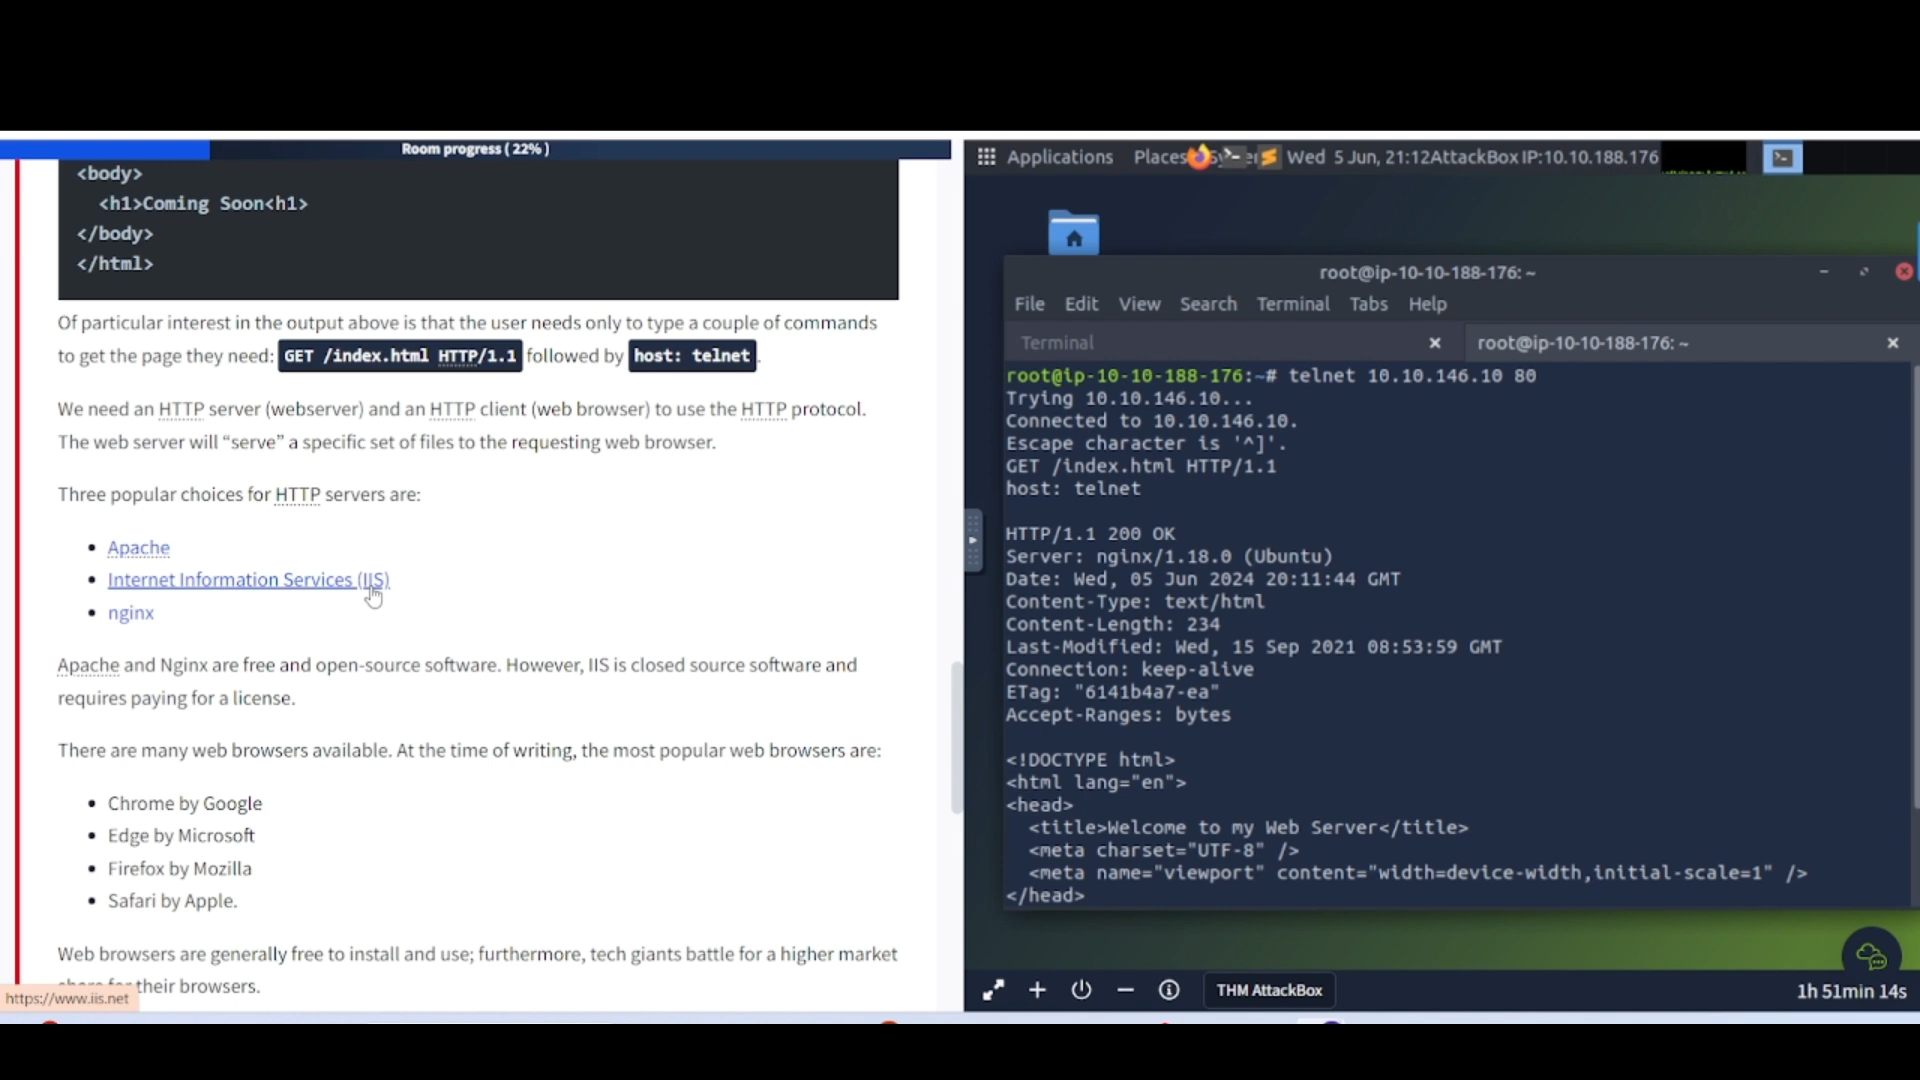 Room progress ( 22% )
<body>
<h1>Coming Soon<h1>
</body>
</html>
Of particular interest in the output above is that the user needs only to type a couple of commands
to get the page they need: GET /index.html HTTP/1.1 followed by host: telnet.
We need an HTTP server (webserver) and an HTTP client (web browser) to use the HTTP protocol.
The web server will “serve” a specific set of files to the requesting web browser.
Three popular choices for HTTP servers are:
• Apache
• Internet Information Services (IIS)
• nginx
Apache and Nginx are free and open-source software. However, IIS is closed source software and
requires paying for a license.
There are many web browsers available. At the time of writing, the most popular web browsers are:
• Chrome by Google
• Edge by Microsoft
• Firefox by Mozilla
• Safari by Apple.
Web browsers are generally free to install and use; furthermore, tech giants battle for a higher market
their browsers.
https://www.iis.net
Applications Places Wed 5 Jun, 21:12 AttackBox IP:10.10.188.176
root@ip-10-10-188-176: ~
File Edit View Search Terminal Tabs Help
Terminal
root@ip-10-10-188-176: ~
root@ip-10-10-188-176:~# telnet 10.10.146.10 80
Trying 10.10.146.10...
Connected to 10.10.146.10.
Escape character is '^]'.
GET /index.html HTTP/1.1
host: telnet
HTTP/1.1 200 OK
Server: nginx/1.18.0 (Ubuntu)
Date: Wed, 05 Jun 2024 20:11:44 GMT
Content-Type: text/html
Content-Length: 234
Last-Modified: Wed, 15 Sep 2021 08:53:59 GMT
Connection: keep-alive
ETag: "6141b4a7-ea"
Accept-Ranges: bytes
<!DOCTYPE html>
<html lang="en">
<head>
<title>Welcome to my Web Server</title>
<meta charset="UTF-8" />
<meta name="viewport" content="width=device-width,initial-scale=1" />
</head>
THM AttackBox
1h 51min 14s